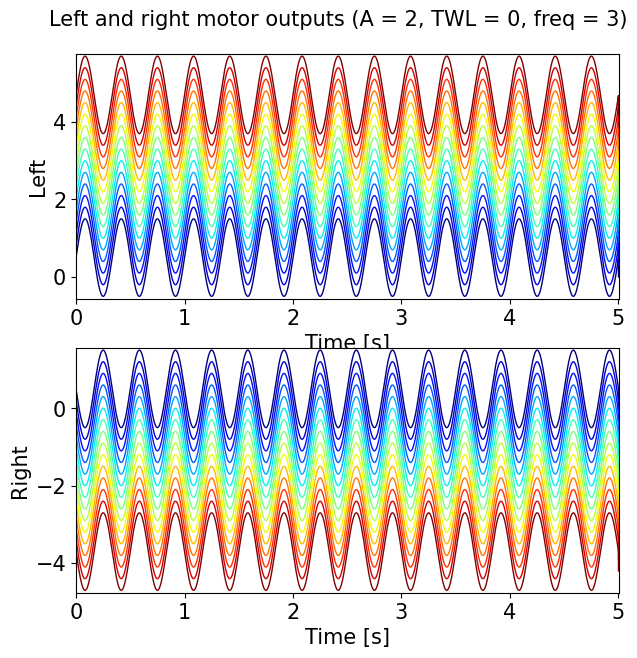 Left and right motor outputs (A = 2, TWL = 0, freq = 3)
4
2
0
Left
0 1 2 3 4 5
Time [s]
0
−2
−4
Right
0 1 2 3 4 5
Time [s]